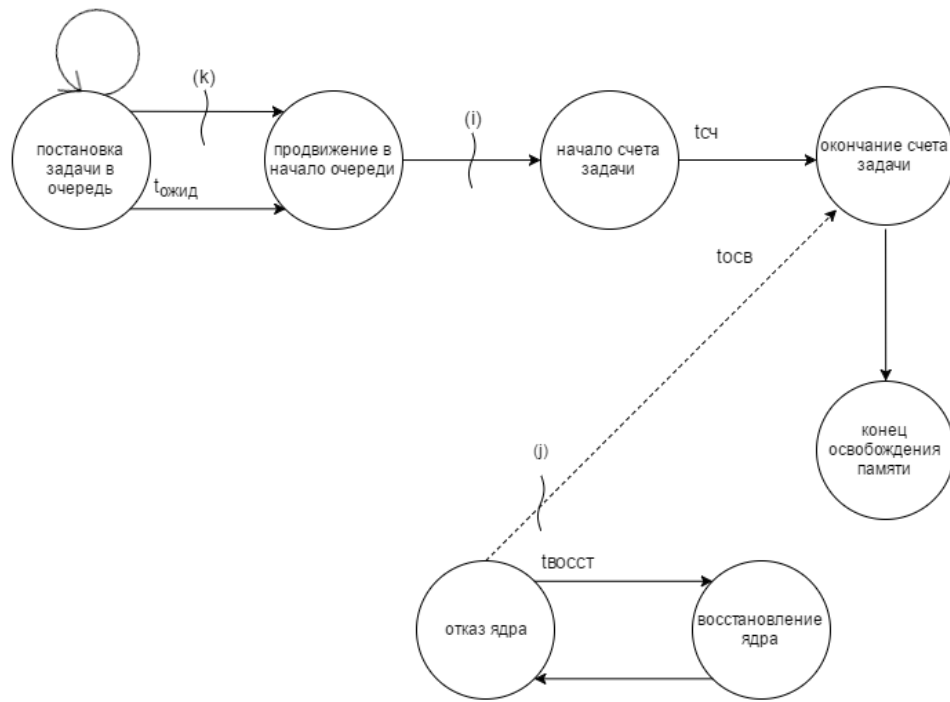 (k)
постановка
задачи в
очередь
tожид
продвижение в
начало очереди
(i)
начало счета
задачи
tсч
окончание счета
задачи
tосв
конец
освобождения
памяти
(j)
отказ ядра
tвосст
восстановление
ядра